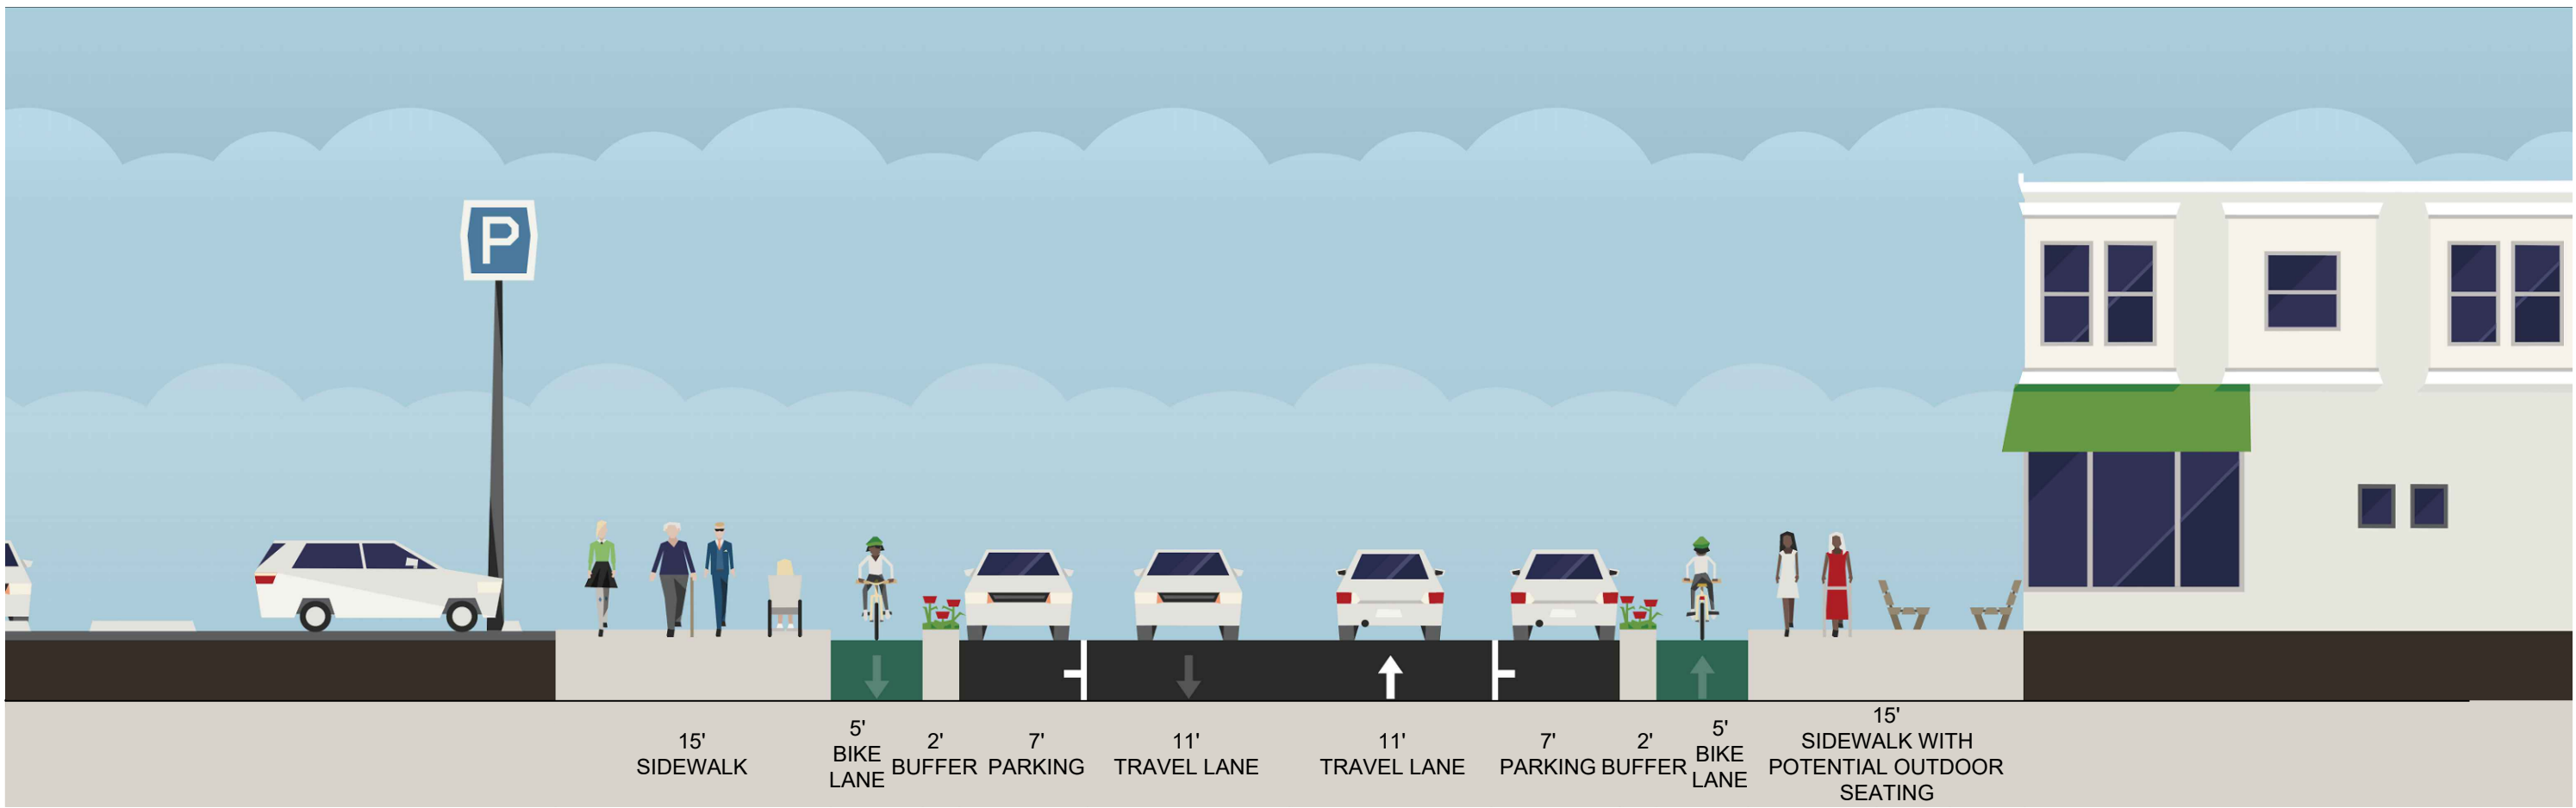 P
15'
SIDEWALK
5'
BIKE
LANE
2'
BUFFER
7'
PARKING
11'
TRAVEL LANE
11'
TRAVEL LANE
7'
PARKING
2'
BUFFER
5'
BIKE
LANE
15'
SIDEWALK WITH
POTENTIAL OUTDOOR
SEATING